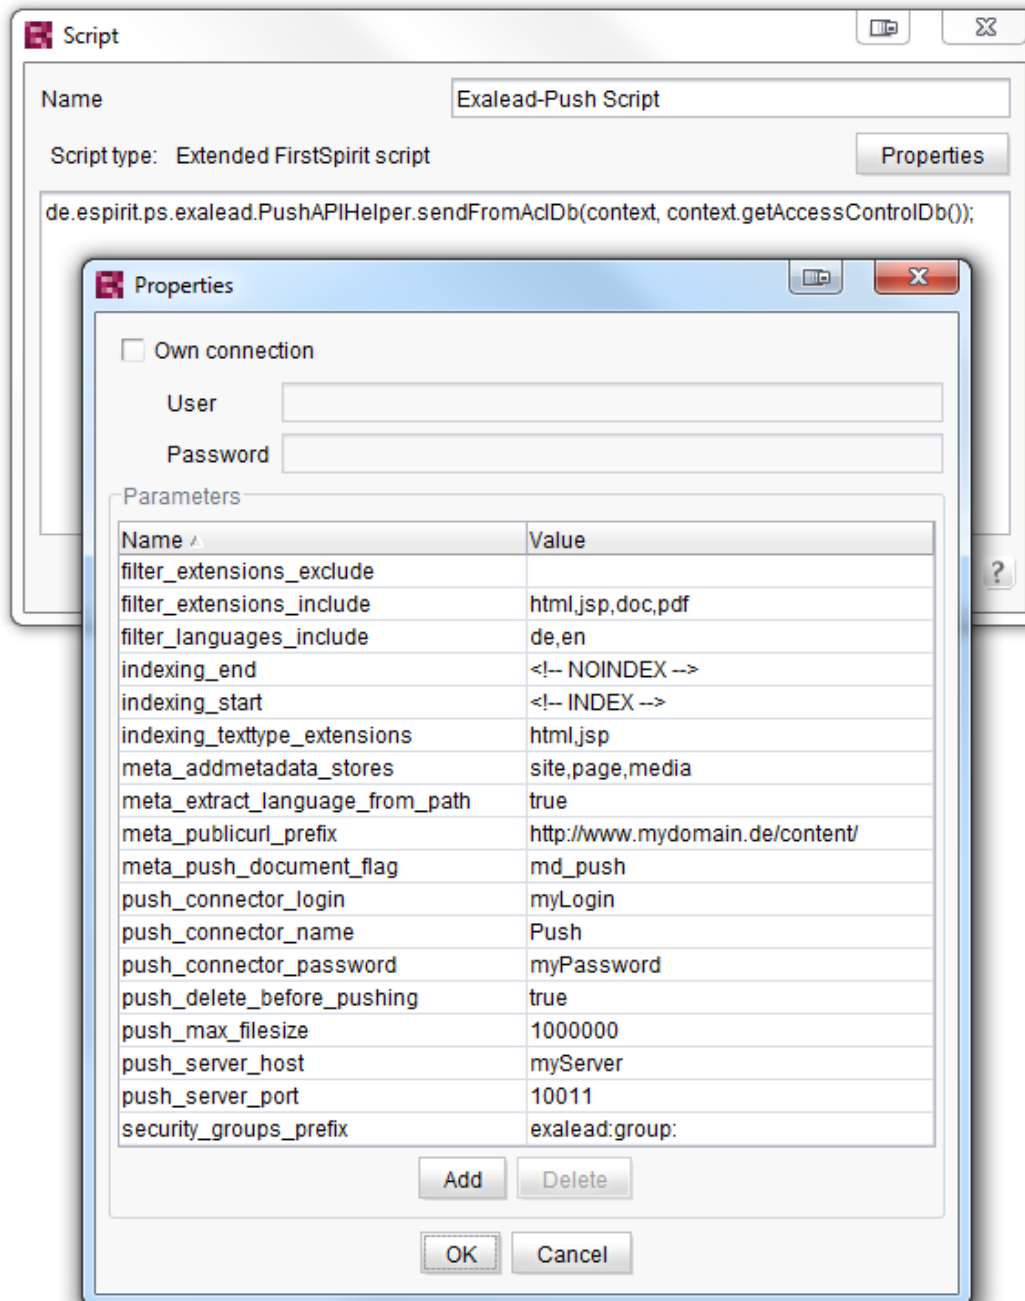 Script
Name Exalead-Push Script
Script type: Extended FirstSpirit script Properties
de.espirit.ps.exalead.PushAPIHelper.sendFromAclDb(context, context.getAccessControlDb());
Properties
Own connection
User
Password
Parameters
Name Value
filter_extensions_exclude
filter_extensions_include html,jsp,doc,pdf
filter_languages_include de,en
indexing_end <!-- NOINDEX -->
indexing_start <!-- INDEX -->
indexing_texttype_extensions html,jsp
meta_addmetadata_stores site,page,media
meta_extract_language_from_path true
meta_publicurl_prefix http://www.mydomain.de/content/
meta_push_document_flag md_push
push_connector_login myLogin
push_connector_name Push
push_connector_password myPassword
push_delete_before_pushing true
push_max_filesize 1000000
push_server_host myServer
push_server_port 10011
security_groups_prefix exalead:group:
Add Delete
OK Cancel
?